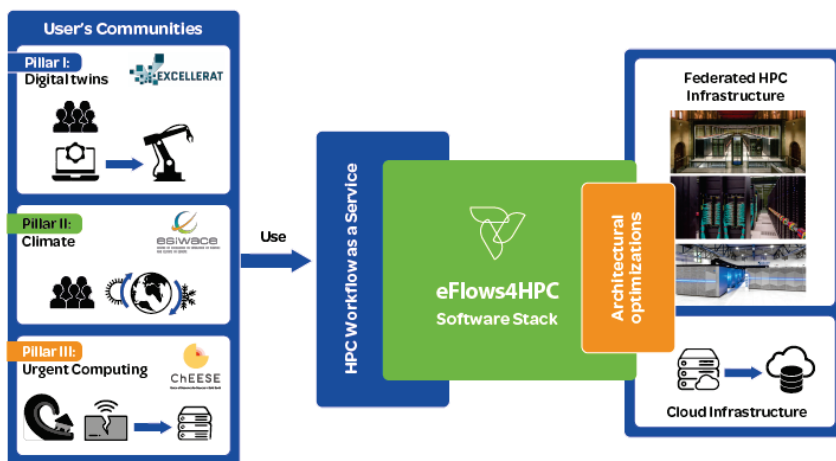 User's Communities
Pillar I:
Digital twins
EXCELLERAT
Pillar II:
Climate
esiwace
Pillar III:
Urgent Computing
ChEESE
Use
HPC Workflow as a Service
eFlows4HPC
Software Stack
Architectural
optimizations
Federated HPC
Infrastructure
Cloud Infrastructure